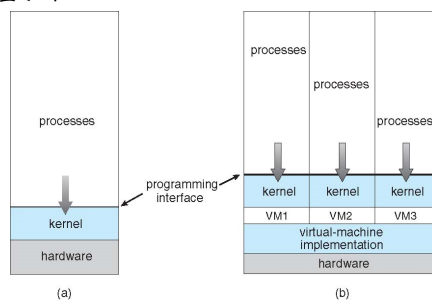 processes
kernel
hardware
(a)
programming
interface
processes
processes
processes
kernel
kernel
kernel
VM1
VM2
VM3
virtual-machine
implementation
hardware
(b)